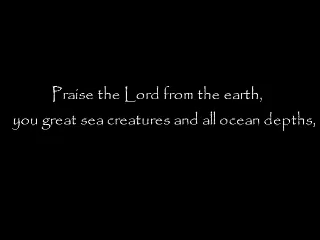 Praise the Lord from the earth,
you great sea creatures and all ocean depths,